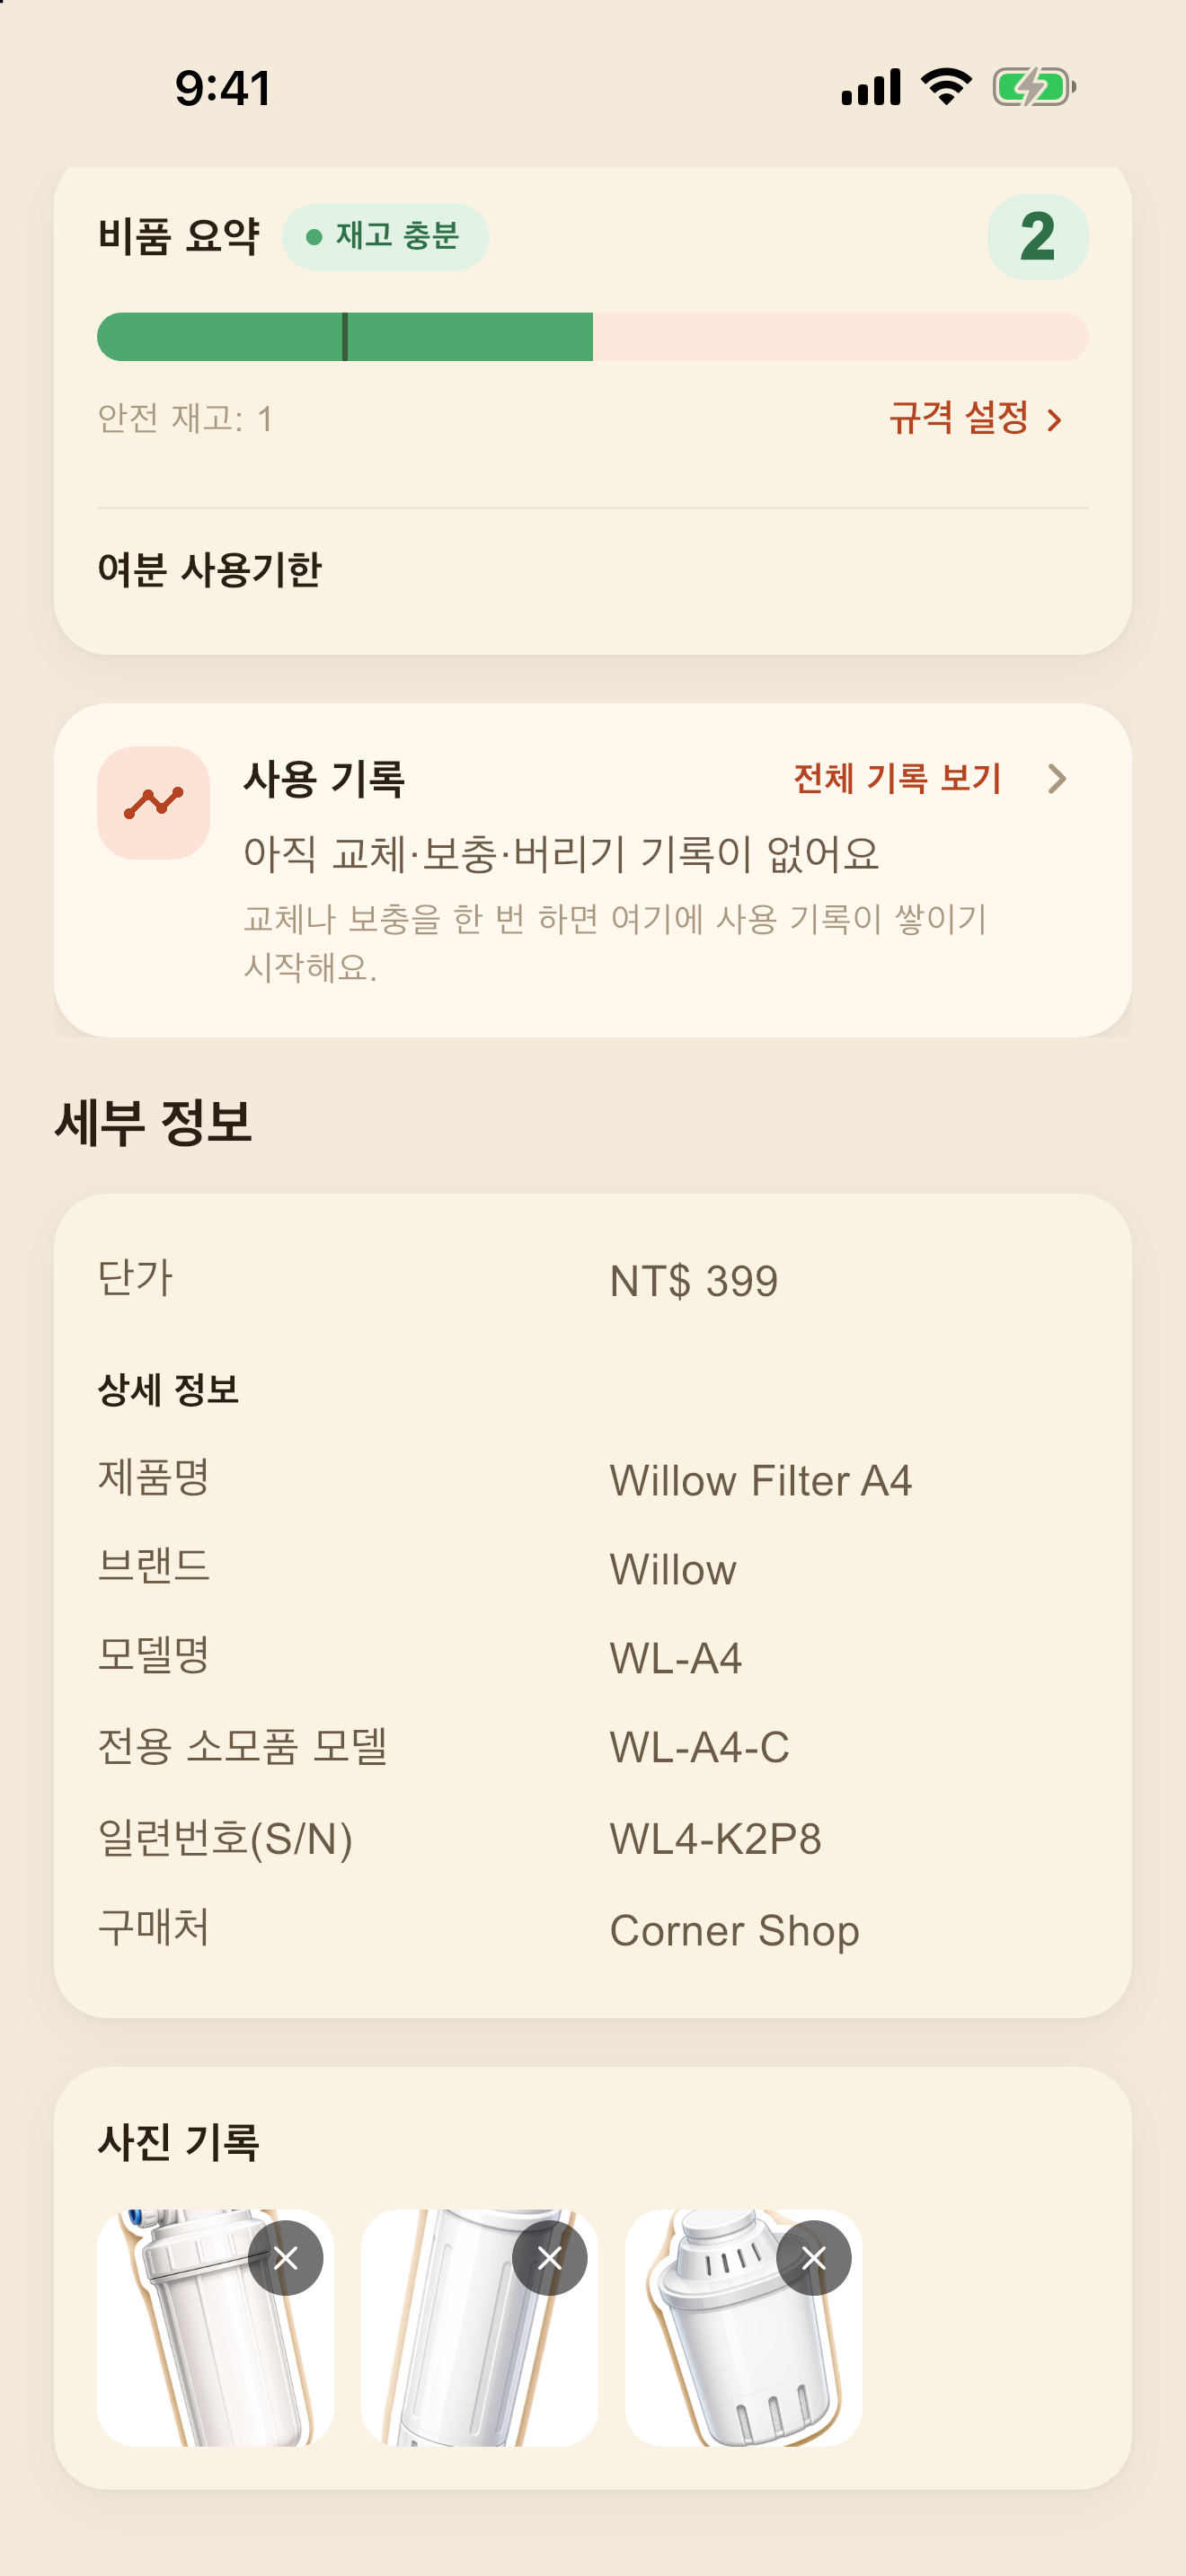 9:41
비품 요약
재고 충분
2
안전 재고: 1
규격 설정
여분 사용기한
사용 기록
전체 기록 보기
아직 교체·보충·버리기 기록이 없어요
교체나 보충을 한 번 하면 여기에 사용 기록이 쌓이기
시작해요.
세부 정보
단가
NT$ 399
상세 정보
제품명
Willow Filter A4
브랜드
Willow
모델명
WL-A4
전용 소모품 모델
WL-A4-C
일련번호(S/N)
WL4-K2P8
구매처
Corner Shop
사진 기록